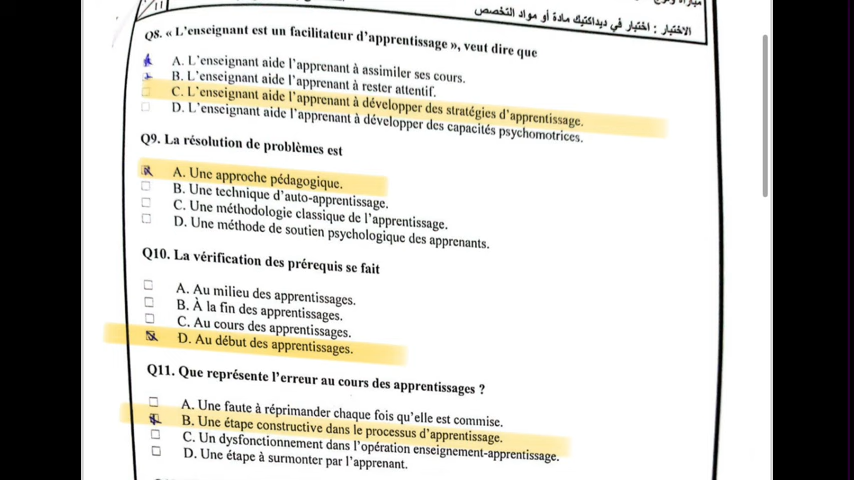 الاختبار : اختبار في ديداكتيك مادة أو مواد التخصص
Q8. « L'enseignant est un facilitateur d'apprentissage », veut dire que
A. L'enseignant aide l'apprenant à assimiler ses cours.
B. L'enseignant aide l'apprenant à rester attentif.
C. L'enseignant aide l'apprenant à développer des stratégies d'apprentissage.
D. L'enseignant aide l'apprenant à développer des capacités psychomotrices.
Q9. La résolution de problèmes est
A. Une approche pédagogique.
B. Une technique d'auto-apprentissage.
C. Une méthodologie classique de l'apprentissage.
D. Une méthode de soutien psychologique des apprenants.
Q10. La vérification des prérequis se fait
A. Au milieu des apprentissages.
B. À la fin des apprentissages.
C. Au cours des apprentissages.
D. Au début des apprentissages.
Q11. Que représente l'erreur au cours des apprentissages ?
A. Une faute à réprimander chaque fois qu'elle est commise.
B. Une étape constructive dans le processus d'apprentissage.
C. Un dysfonctionnement dans l'opération enseignement-apprentissage.
D. Une étape à surmonter par l'apprenant.